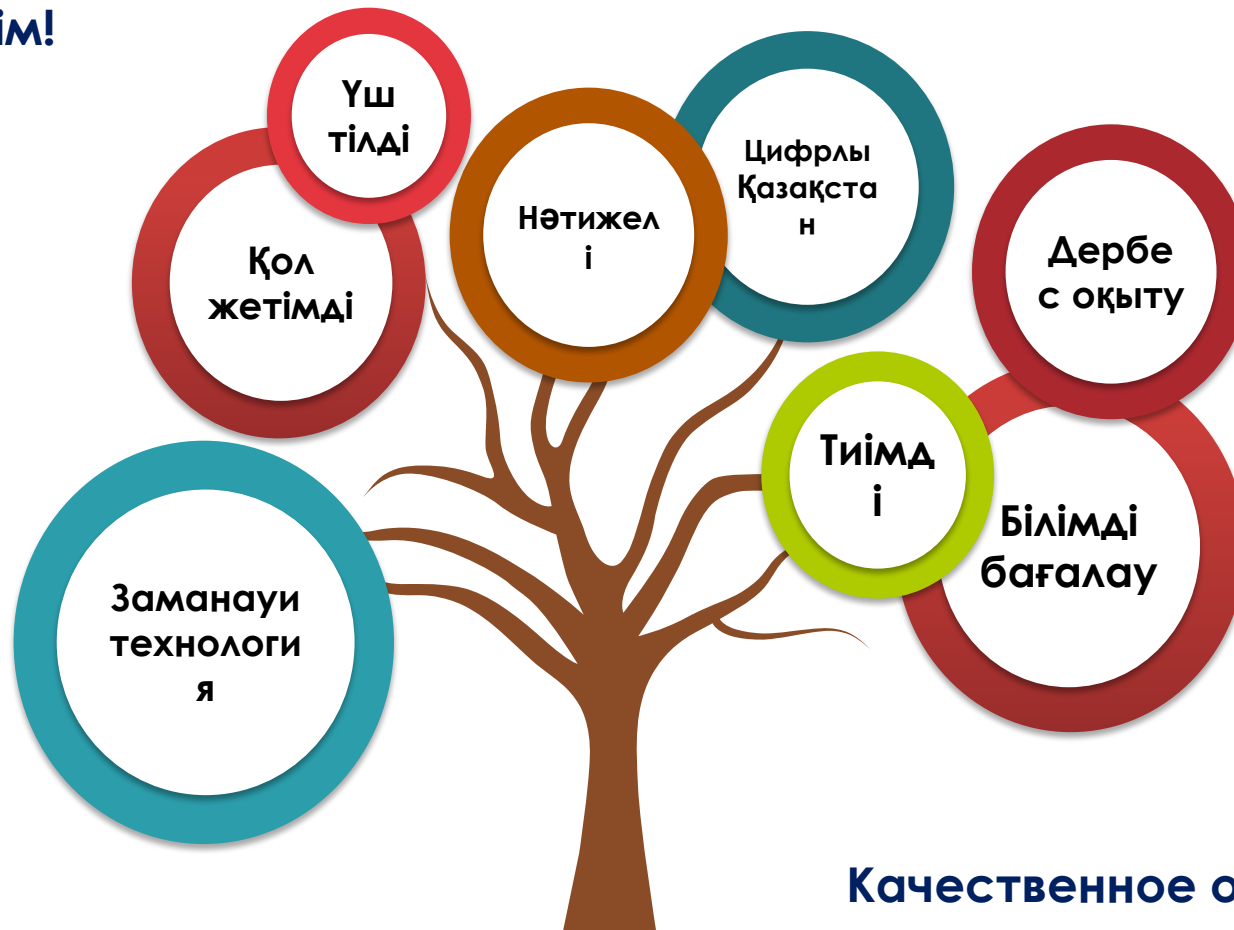 ім!
Үш
тілді
Қол
жетімді
Нәтижел
і
Цифрлы
Қазақста
н
Дербе
с оқыту
Тиімд
і
Білімді
бағалау
Заманауи
технологи
я
Качественное о